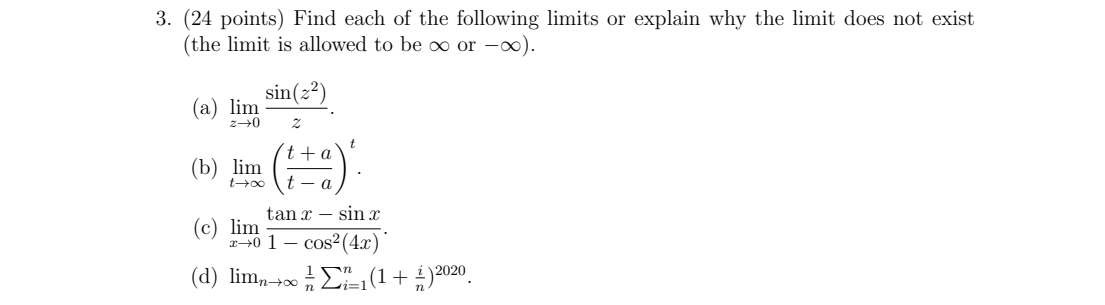 3. (24 points) Find each of the following limits or explain why the limit does not exist
(the limit is allowed to be ∞ or −∞).
(a) lim_{z→0} sin(z²)/z.
(b) lim_{t→∞} ((t + a)/(t − a))^t.
(c) lim_{x→0} (tan x − sin x)/(1 − cos²(4x)).
(d) lim_{n→∞} 1/n ∑_{i=1}^{n} (1 + i/n)^{2020}.